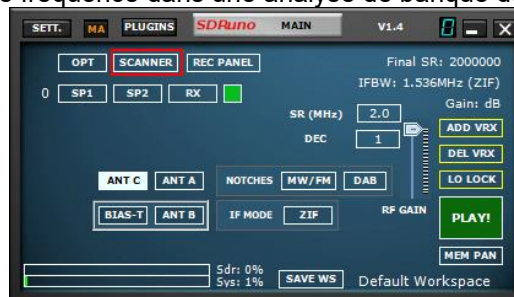 fréquence dans une analyse de banque
SETT. MA PLUGINS SDRuno MAIN V1.4
OPT SCANNER REC PANEL Final SR: 2000000
IFBW: 1.536MHz (ZIF)
0 SP1 SP2 RX Gain: dB
SR (MHz) 2.0
ADD VRX
DEC 1
DEL VRX
ANT C ANT A NOTCHES MW/FM DAB LO LOCK
BIAS-T ANT B IF MODE ZIF RF GAIN PLAY!
MEM PAN
Sdr: 0%
Sys: 1% SAVE WS Default Workspace